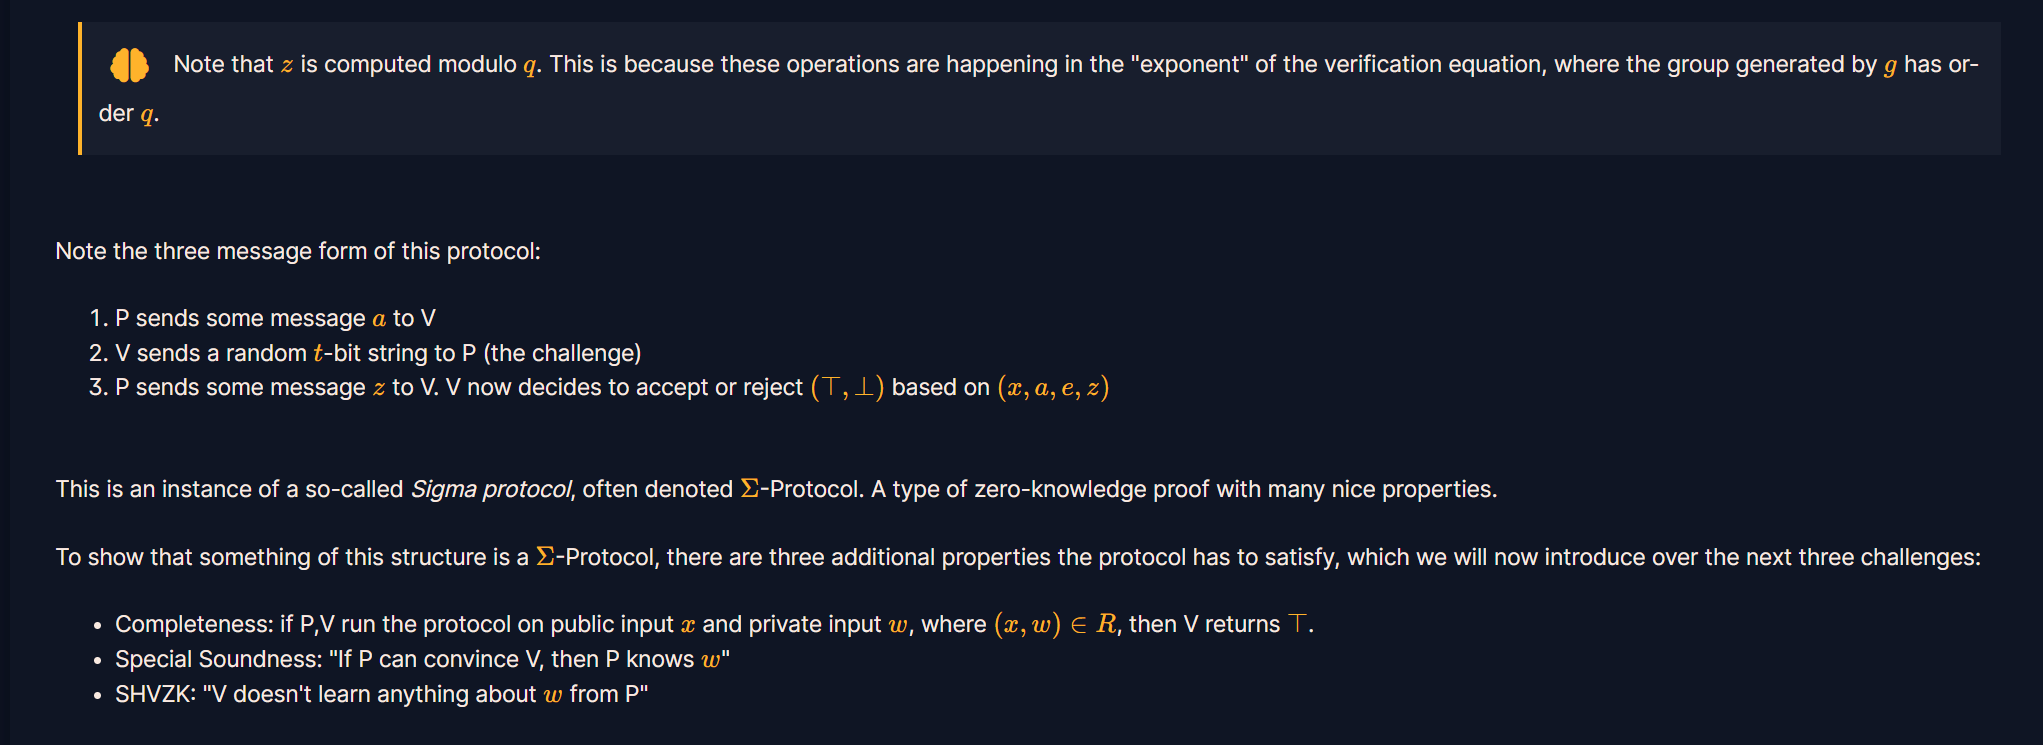 Note that z is computed modulo q. This is because these operations are happening in the "exponent" of the verification equation, where the group generated by g has or-
der q.
Note the three message form of this protocol:
1. P sends some message a to V
2. V sends a random t-bit string to P (the challenge)
3. P sends some message z to V. V now decides to accept or reject (⊤, ⊥) based on (x, a, e, z)
This is an instance of a so-called Sigma protocol, often denoted Σ-Protocol. A type of zero-knowledge proof with many nice properties.
To show that something of this structure is a Σ-Protocol, there are three additional properties the protocol has to satisfy, which we will now introduce over the next three challenges:
• Completeness: if P,V run the protocol on public input x and private input w, where (x, w) ∈ R, then V returns ⊤.
• Special Soundness: "If P can convince V, then P knows w"
• SHVZK: "V doesn't learn anything about w from P"